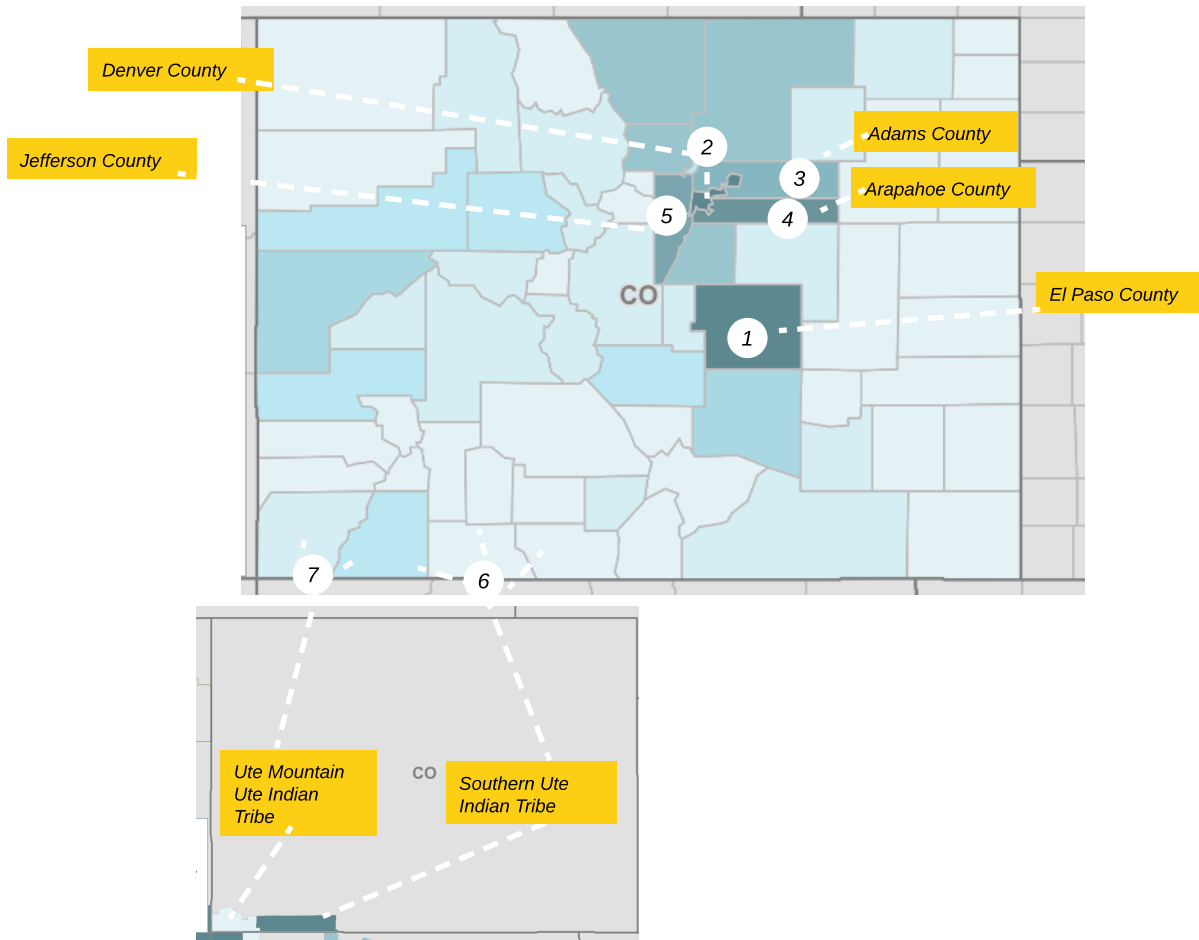 Denver County
Jefferson County
2
Adams County
3
Arapahoe County
5
4
CO
El Paso County
1
7
6
Ute Mountain
Ute Indian
Tribe
CO
Southern Ute
Indian Tribe